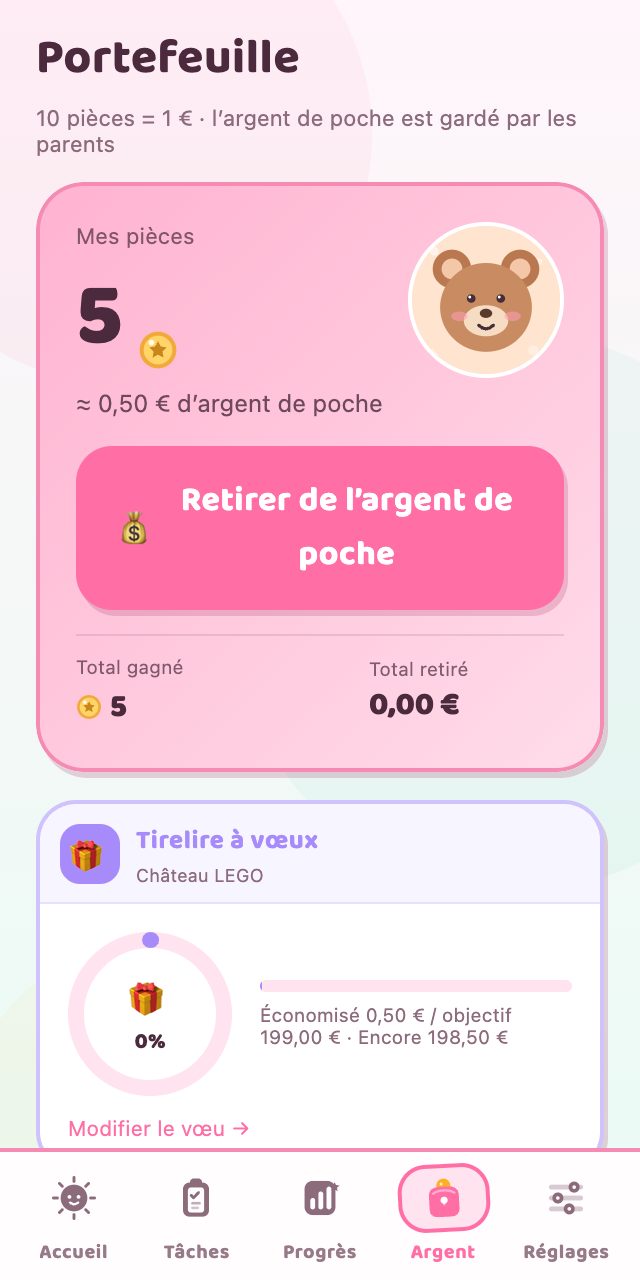 Portefeuille
10 pièces = 1 € · l’argent de poche est gardé par les
parents
Mes pièces
5
≈ 0,50 € d’argent de poche
Retirer de l’argent de
poche
Total gagné
5
Total retiré
0,00 €
Tirelire à vœux
Château LEGO
0%
Économisé 0,50 € / objectif
199,00 € · Encore 198,50 €
Modifier le vœu →
Accueil
Tâches
Progrès
Argent
Réglages